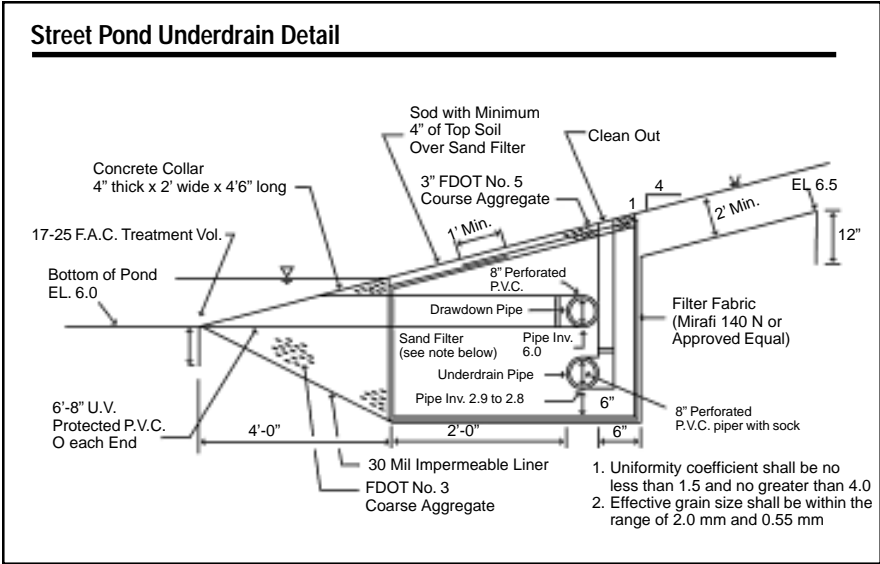 Street Pond Underdrain Detail
Sod with Minimum
4” of Top Soil
Over Sand Filter
Clean Out
Concrete Collar
4” thick x 2’ wide x 4’6” long
3” FDOT No. 5
Course Aggregate
1
4
EL 6.5
2’ Min.
1’ Min.
12”
17-25 F.A.C. Treatment Vol.
Bottom of Pond
EL. 6.0
8” Perforated
P.V.C.
Drawdown Pipe
Filter Fabric
(Mirafi 140 N or
Approved Equal)
Sand Filter
(see note below)
Pipe Inv.
6.0
Underdrain Pipe
Pipe Inv. 2.9 to 2.8
6”
8” Perforated
P.V.C. piper with sock
6’-8” U.V.
Protected P.V.C.
O each End
4’-0”
2’-0”
6”
30 Mil Impermeable Liner
FDOT No. 3
Coarse Aggregate
1. Uniformity coefficient shall be no
less than 1.5 and no greater than 4.0
2. Effective grain size shall be within the
range of 2.0 mm and 0.55 mm